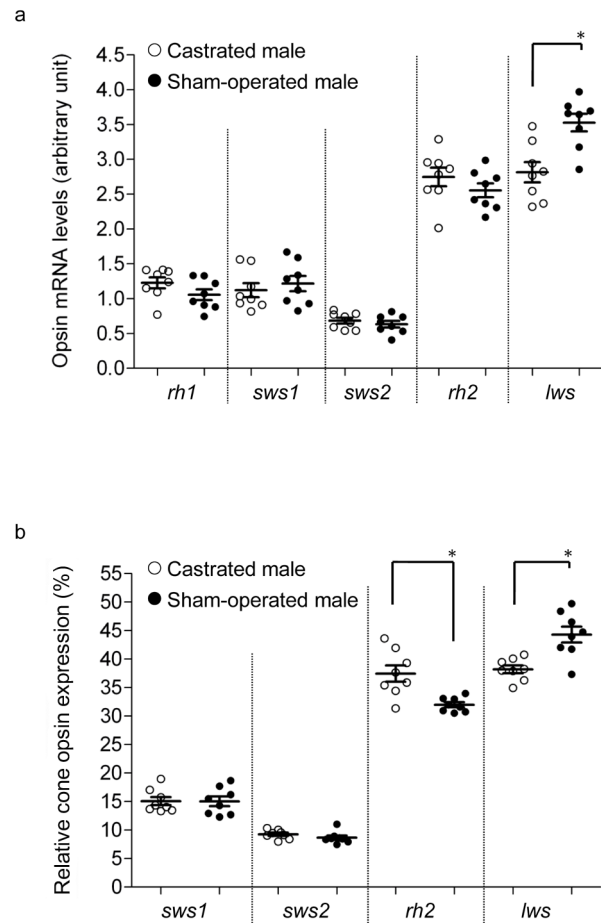 a
*
Castrated male
Sham-operated male
Opsin mRNA levels (arbitrary unit)
4.5
4.0
3.5
3.0
2.5
2.0
1.5
1.0
0.5
0.0
rh1 sws1 sws2 rh2 lws
b
* *
Castrated male
Sham-operated male
Relative cone opsin expression (%)
55
50
45
40
35
30
25
20
15
10
5
0
sws1 sws2 rh2 lws